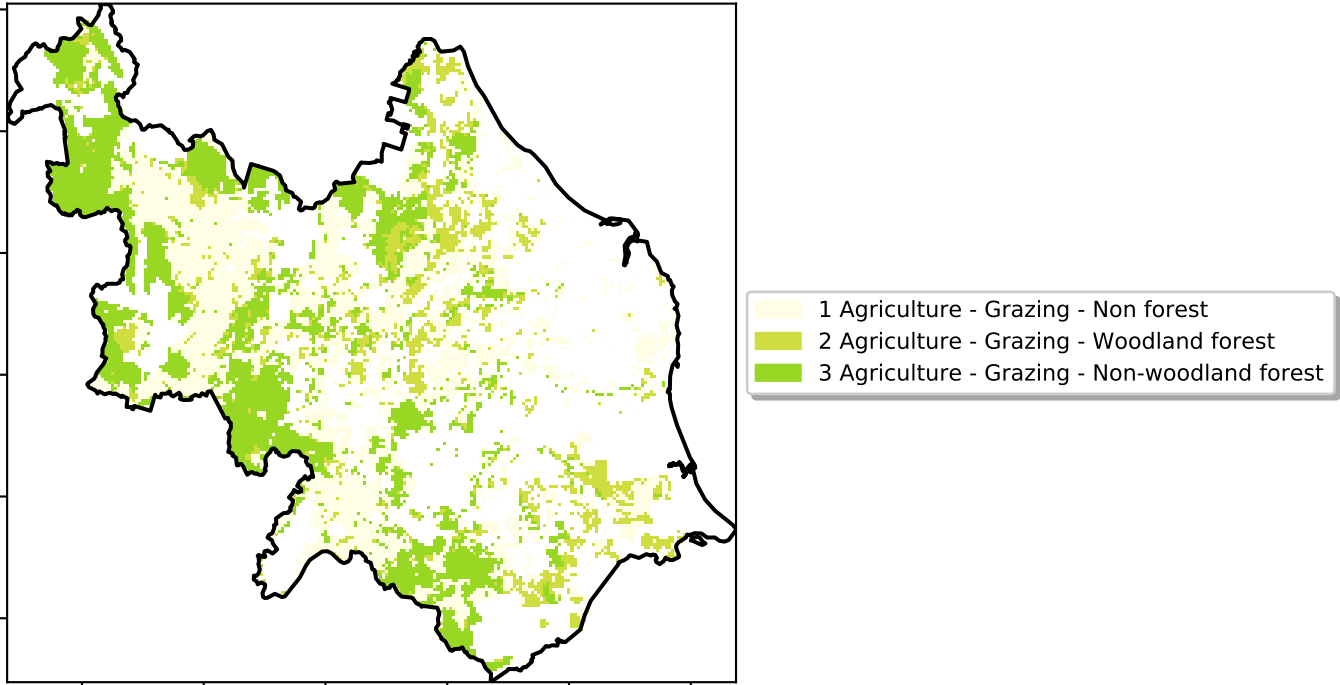 1 Agriculture - Grazing - Non forest
2 Agriculture - Grazing - Woodland forest
3 Agriculture - Grazing - Non-woodland forest